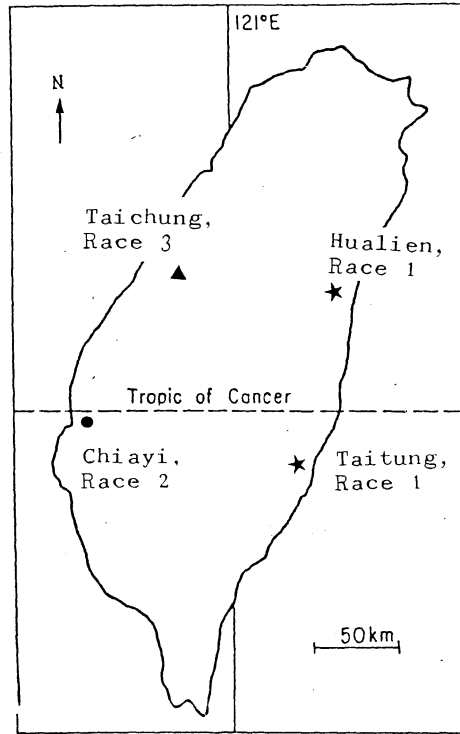 121°E
N
Taichung,
Race 3
Hualien,
Race 1
Tropic of Cancer
Chiayi,
Race 2
Taitung,
Race 1
50km